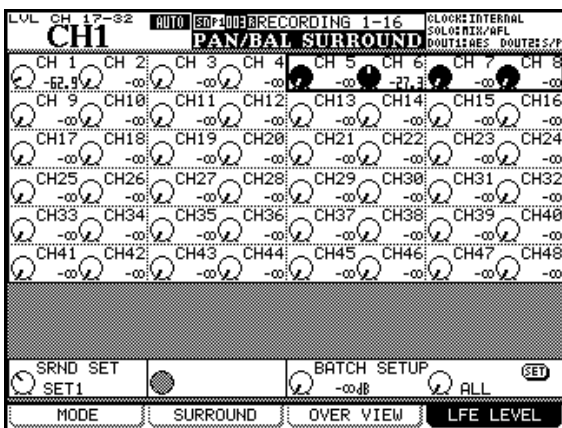 LVL CH 17-32 AUTO SNP1003R RECORDING 1-16 CLOCK:INTERNAL
SOLO:MIX/AFL
CH1 PAN/BAL SURROUND DOUT1:AES DOUT2:S/P
CH 1 CH 2 CH 3 CH 4 CH 5 CH 6 CH 7 CH 8
-62.9 -∞ -∞ -∞ -∞ -27.3 -∞ -∞
CH 9 CH10 CH11 CH12 CH13 CH14 CH15 CH16
-∞ -∞ -∞ -∞ -∞ -∞ -∞ -∞
CH17 CH18 CH19 CH20 CH21 CH22 CH23 CH24
-∞ -∞ -∞ -∞ -∞ -∞ -∞ -∞
CH25 CH26 CH27 CH28 CH29 CH30 CH31 CH32
-∞ -∞ -∞ -∞ -∞ -∞ -∞ -∞
CH33 CH34 CH35 CH36 CH37 CH38 CH39 CH40
-∞ -∞ -∞ -∞ -∞ -∞ -∞ -∞
CH41 CH42 CH43 CH44 CH45 CH46 CH47 CH48
-∞ -∞ -∞ -∞ -∞ -∞ -∞ -∞
SRND SET BATCH SETUP SET
SET1 -∞dB ALL
MODE SURROUND OVER VIEW LFE LEVEL